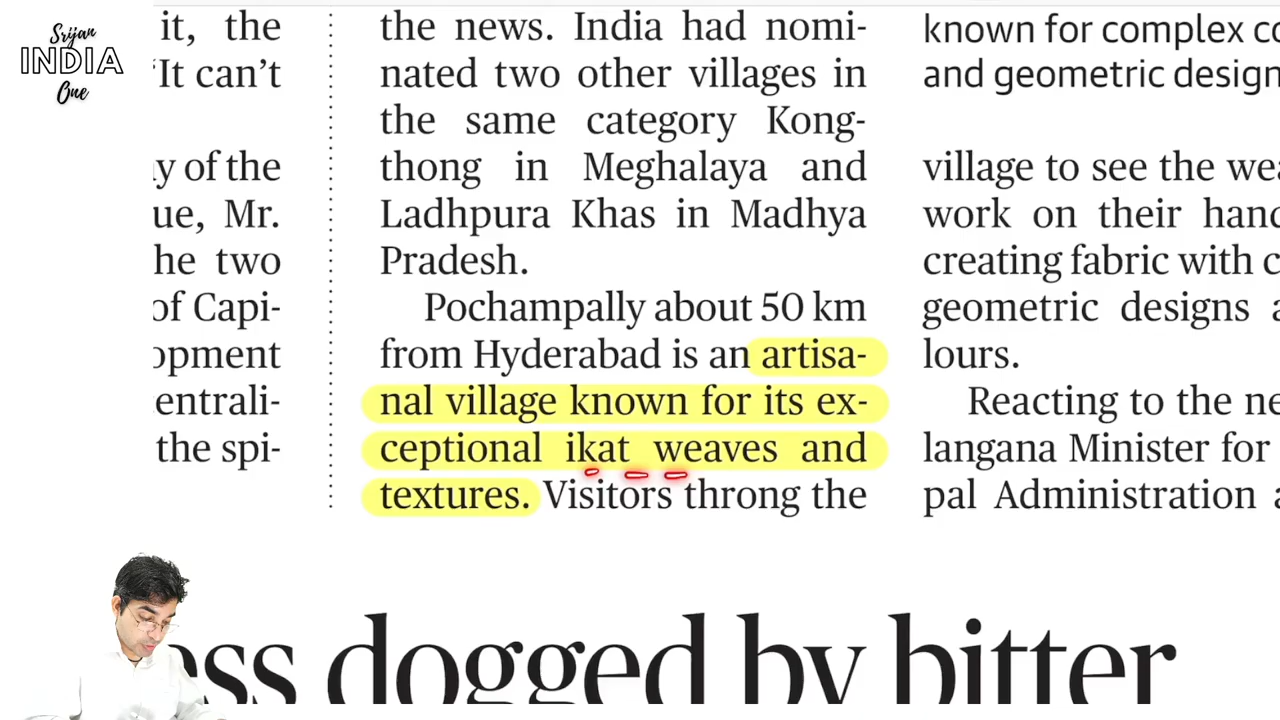 Srijan
INDIA
One
it, the
'It can't
y of the
ue, Mr.
he two
of Capi-
opment
entrali-
the spi-
the news. India had nomi-
nated two other villages in
the same category Kong-
thong in Meghalaya and
Ladhpura Khas in Madhya
Pradesh.
Pochampally about 50 km
from Hyderabad is an artisa-
nal village known for its ex-
ceptional ikat weaves and
textures. Visitors throng the
known for complex co
and geometric design
village to see the wea
work on their hand
creating fabric with c
geometric designs a
lours.
Reacting to the ne
langana Minister for
pal Administration a
ess dogged by bitter